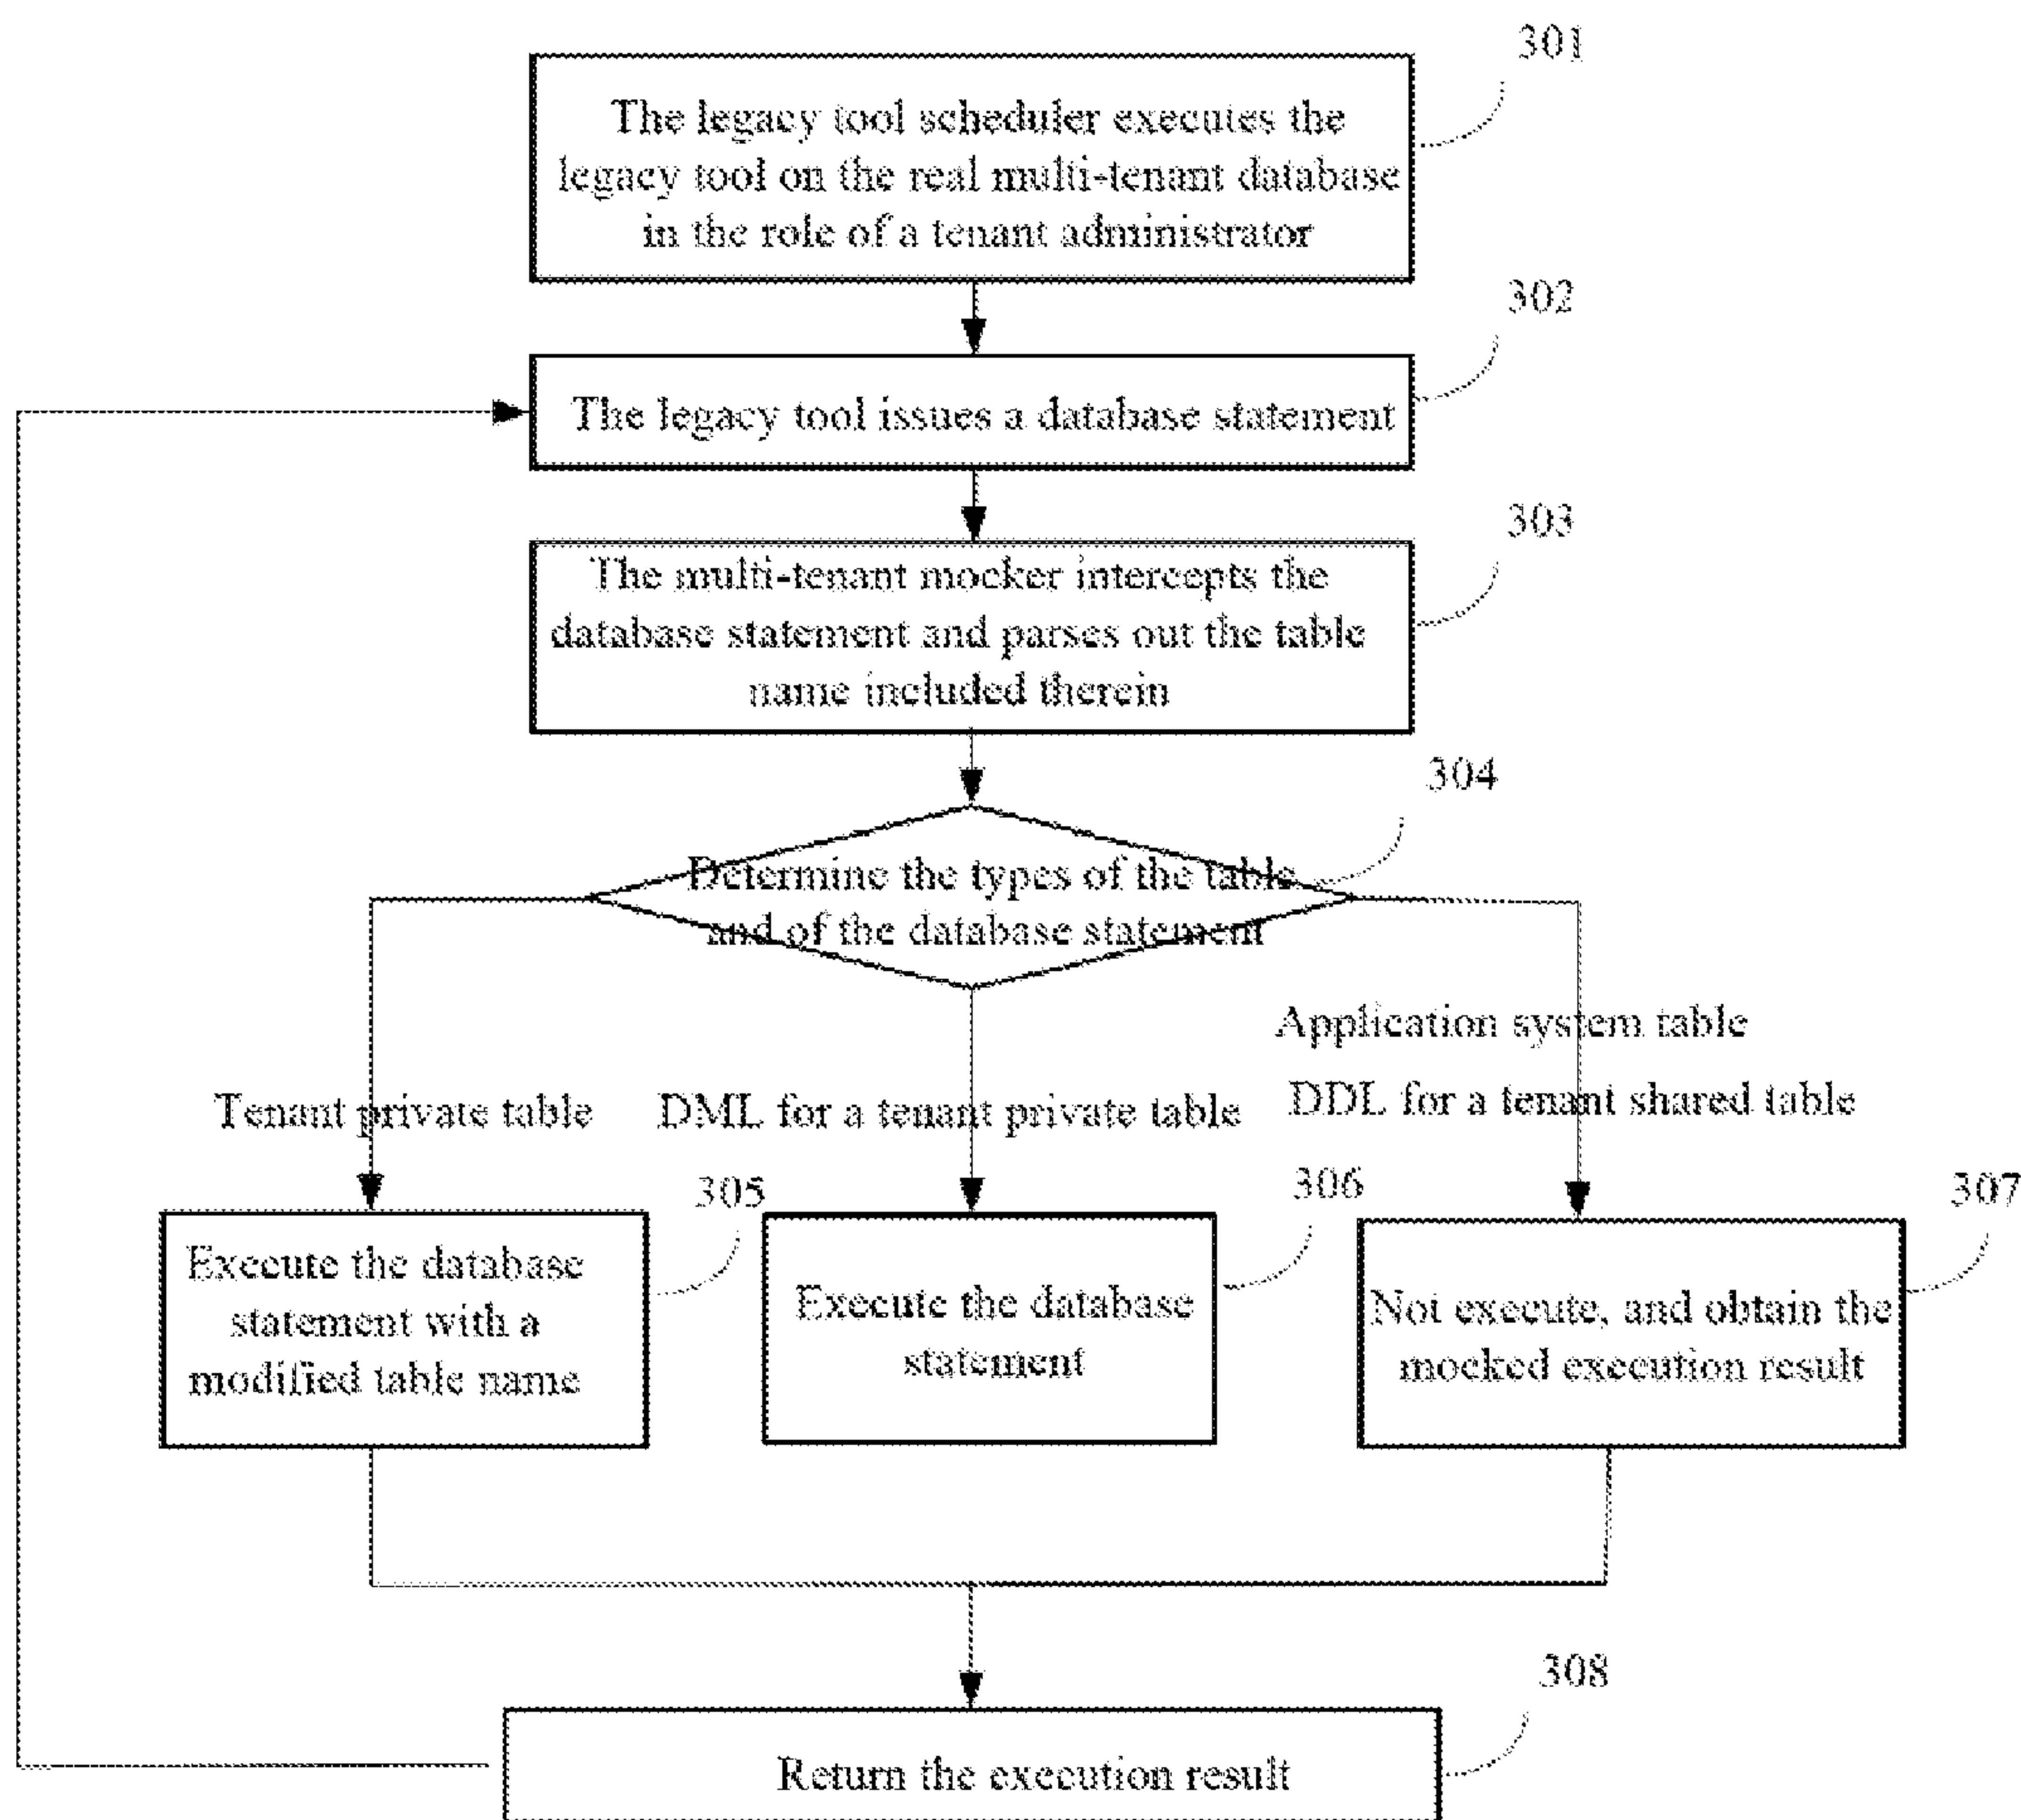 301
The legacy tool scheduler executes the
legacy tool on the real multi-tenant database
in the role of a tenant administrator
302
The legacy tool issues a database statement
303
The multi-tenant mocker intercepts the
database statement and parses out the table
name included therein
304
Determine the types of the table
and of the database statement
Application system table
Tenant private table
DML for a tenant private table
DDL for a tenant shared table
305
306
307
Execute the database
statement with a
modified table name
Execute the database
statement
Not execute, and obtain the
mocked execution result
308
Return the execution result